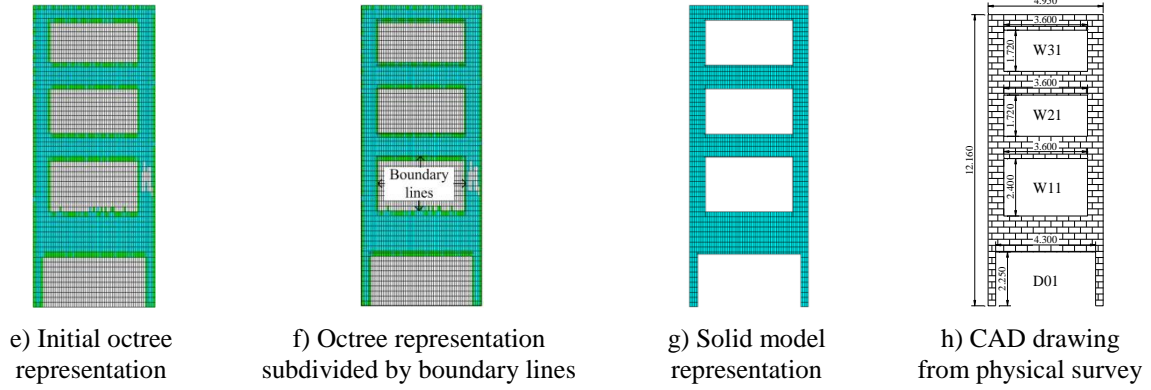 4.950
3.600
1.720
W31
3.600
1.720
W21
3.600
12.160
2.400
W11
4.300
2.250
D01
Boundary
lines
e) Initial octree
representation
f) Octree representation
subdivided by boundary lines
g) Solid model
representation
h) CAD drawing
from physical survey